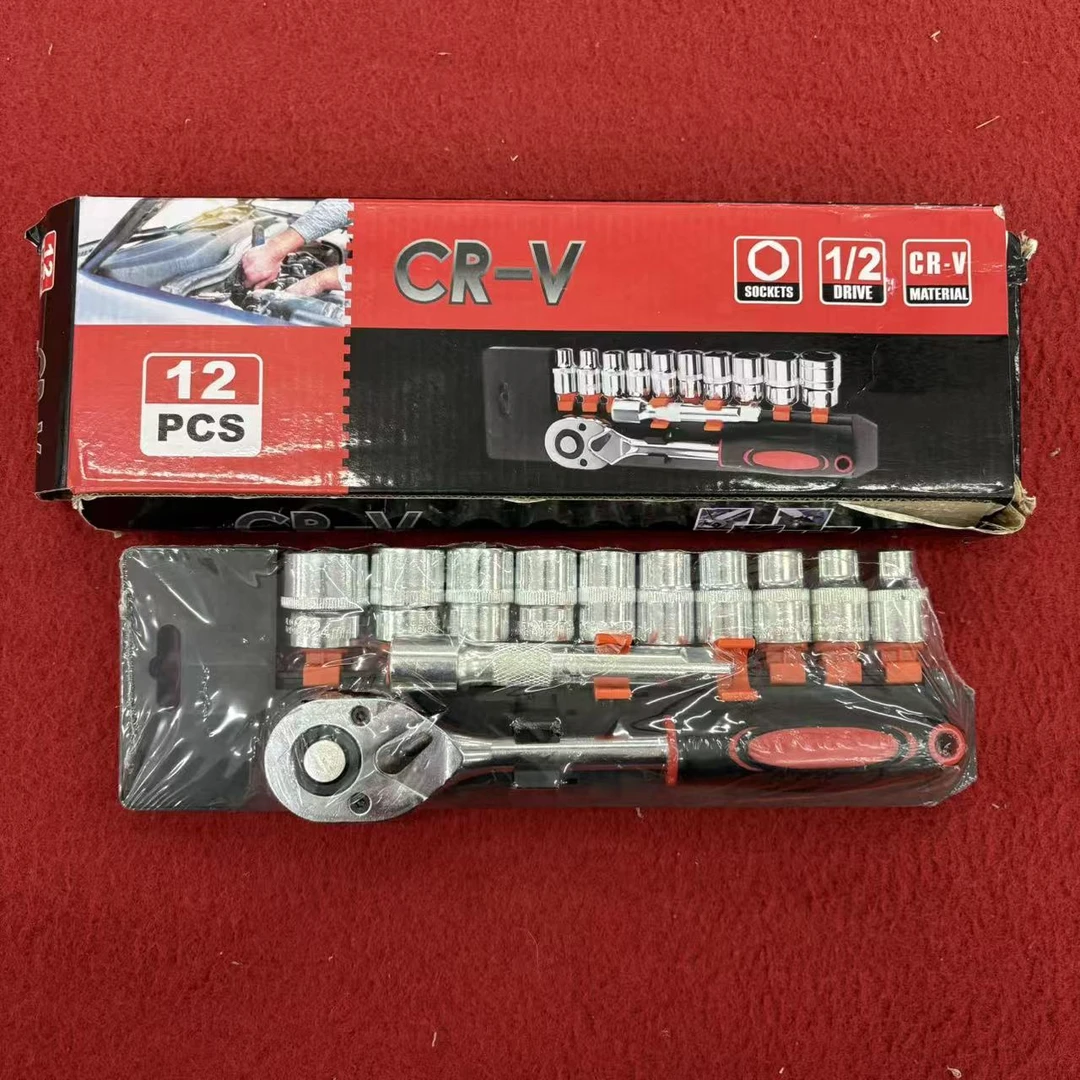 12
CR-V
SOCKETS
1/2
DRIVE
CR-V
MATERIAL
12
PCS
CR-V